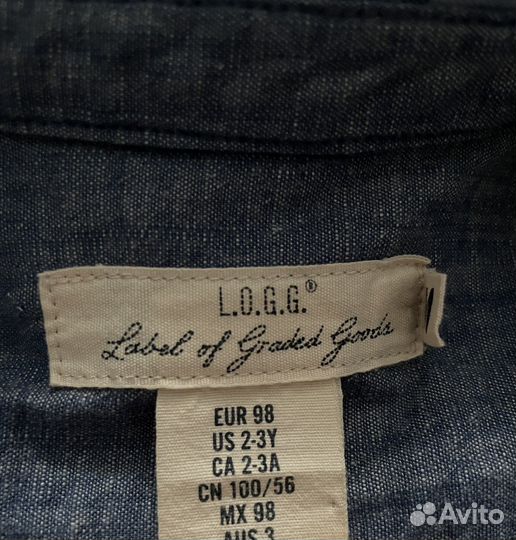 L.O.G.G.®
Label of Graded Goods
EUR 98
US 2-3Y
CA 2-3A
CN 100/56
MX 98
AUS 3
Avito